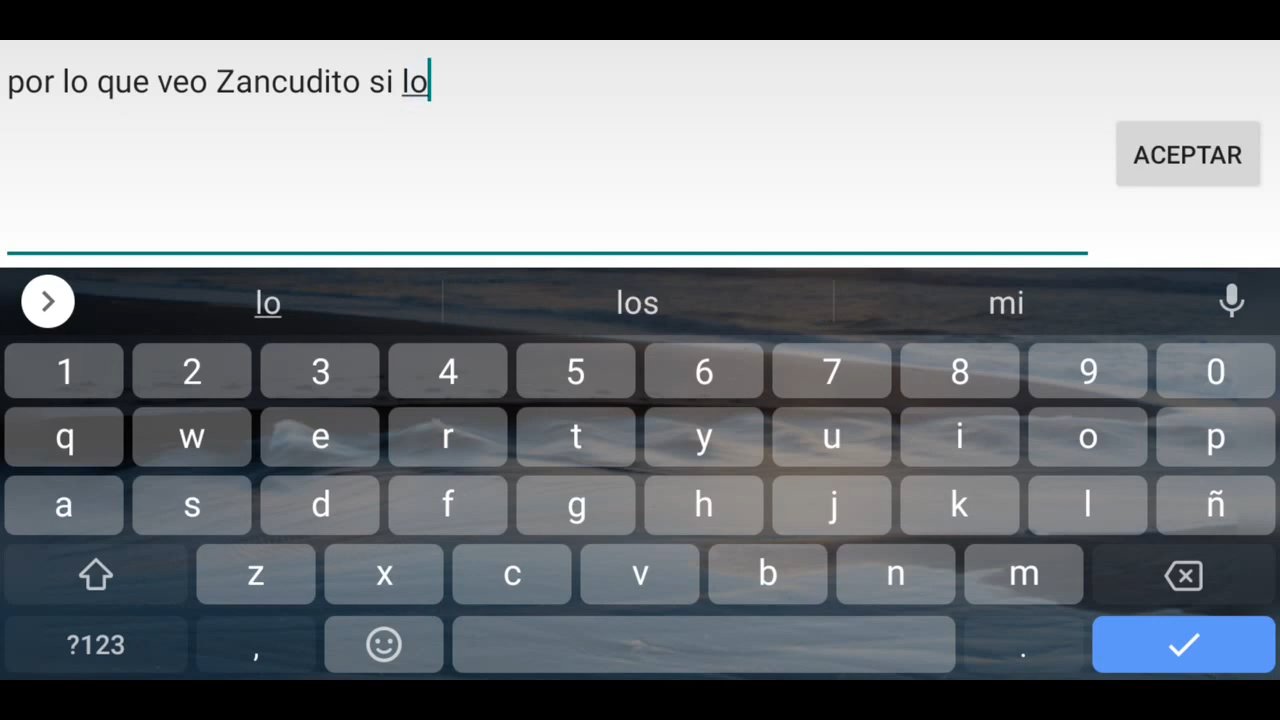 por lo que veo Zancudito si lo
ACEPTAR
lo los mi
1 2 3 4 5 6 7 8 9 0
q w e r t y u i o p
a s d f g h j k l ñ
z x c v b n m
?123 , .